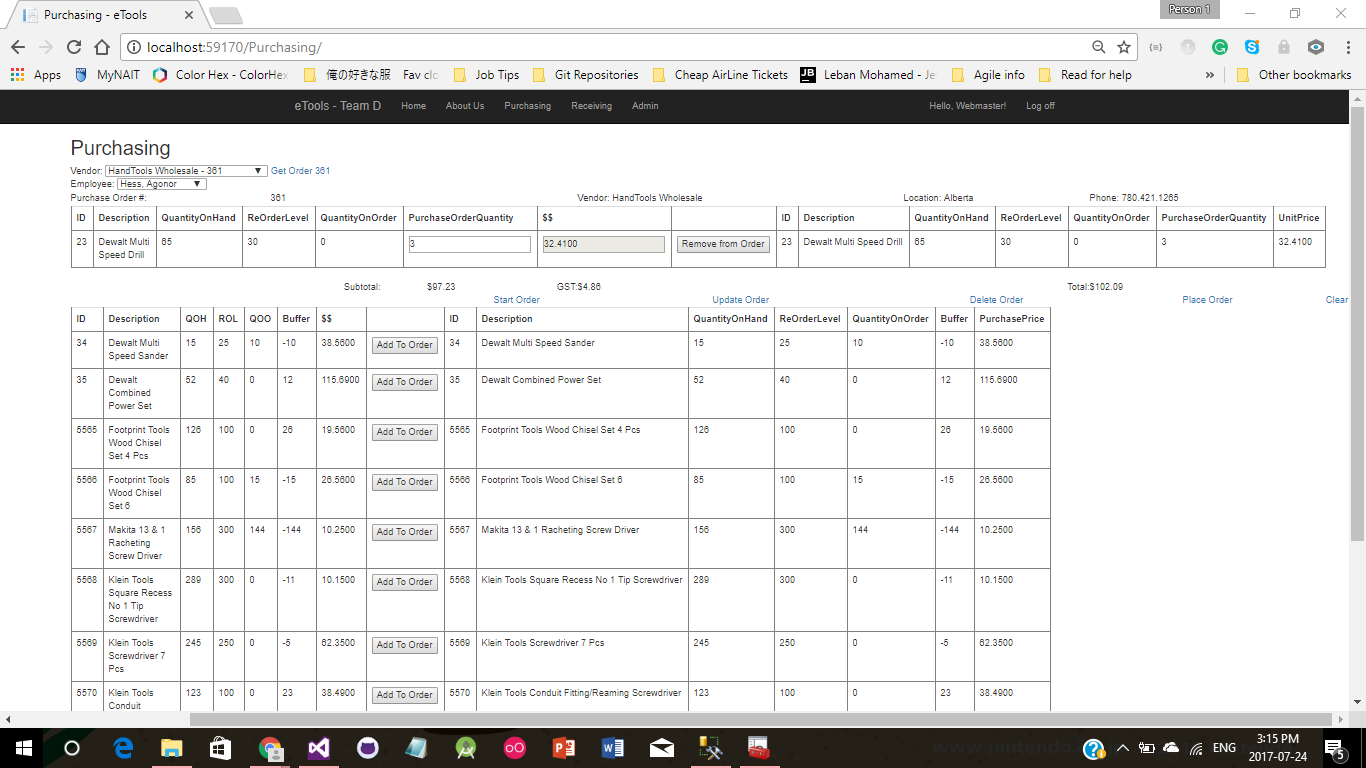 Purchasing - eTools
Person 1
localhost:59170/Purchasing/
Apps MyNAIT Color Hex - ColorHex 俺の好きな服 Fav clo Job Tips Git Repositories Cheap AirLine Tickets JB Leban Mohamed - Je Agile info Read for help » Other bookmarks
eTools - Team D Home About Us Purchasing Receiving Admin Hello, Webmaster! Log off
Purchasing
Vendor: HandTools Wholesale - 361 Get Order 361
Employee: Hess, Agonor
Purchase Order #: 361 Vendor: HandTools Wholesale Location: Alberta Phone: 780.421.1265
ID Description QuantityOnHand ReOrderLevel QuantityOnOrder PurchaseOrderQuantity $$ ID Description QuantityOnHand ReOrderLevel QuantityOnOrder PurchaseOrderQuantity UnitPrice
23 Dewalt Multi 65 30 0 3 32.4100 Remove from Order 23 Dewalt Multi Speed Drill 65 30 0 3 32.4100
Speed Drill
Subtotal: $97.23 GST:$4.86 Total:$102.09
Start Order Update Order Delete Order Place Order Clear
ID Description QOH ROL QOO Buffer $$ ID Description QuantityOnHand ReOrderLevel QuantityOnOrder Buffer PurchasePrice
34 Dewalt Multi 15 25 10 -10 38.5600 Add To Order 34 Dewalt Multi Speed Sander 15 25 10 -10 38.5600
Speed Sander
35 Dewalt 52 40 0 12 115.6900 Add To Order 35 Dewalt Combined Power Set 52 40 0 12 115.6900
Combined
Power Set
5565 Footprint Tools 126 100 0 26 19.5600 Add To Order 5565 Footprint Tools Wood Chisel Set 4 Pcs 126 100 0 26 19.5600
Wood Chisel
Set 4 Pcs
5566 Footprint Tools 85 100 15 -15 26.5600 Add To Order 5566 Footprint Tools Wood Chisel Set 6 85 100 15 -15 26.5600
Wood Chisel
Set 6
5567 Makita 13 & 1 156 300 144 -144 10.2500 Add To Order 5567 Makita 13 & 1 Racheting Screw Driver 156 300 144 -144 10.2500
Racheting
Screw Driver
5568 Klein Tools 289 300 0 -11 10.1500 Add To Order 5568 Klein Tools Square Recess No 1 Tip Screwdriver 289 300 0 -11 10.1500
Square Recess
No 1 Tip
Screwdriver
5569 Klein Tools 245 250 0 -5 62.3500 Add To Order 5569 Klein Tools Screwdriver 7 Pcs 245 250 0 -5 62.3500
Screwdriver 7
Pcs
5570 Klein Tools 123 100 0 23 38.4900 Add To Order 5570 Klein Tools Conduit Fitting/Reaming Screwdriver 123 100 0 23 38.4900
Conduit
ENG 3:15 PM
2017-07-24 5